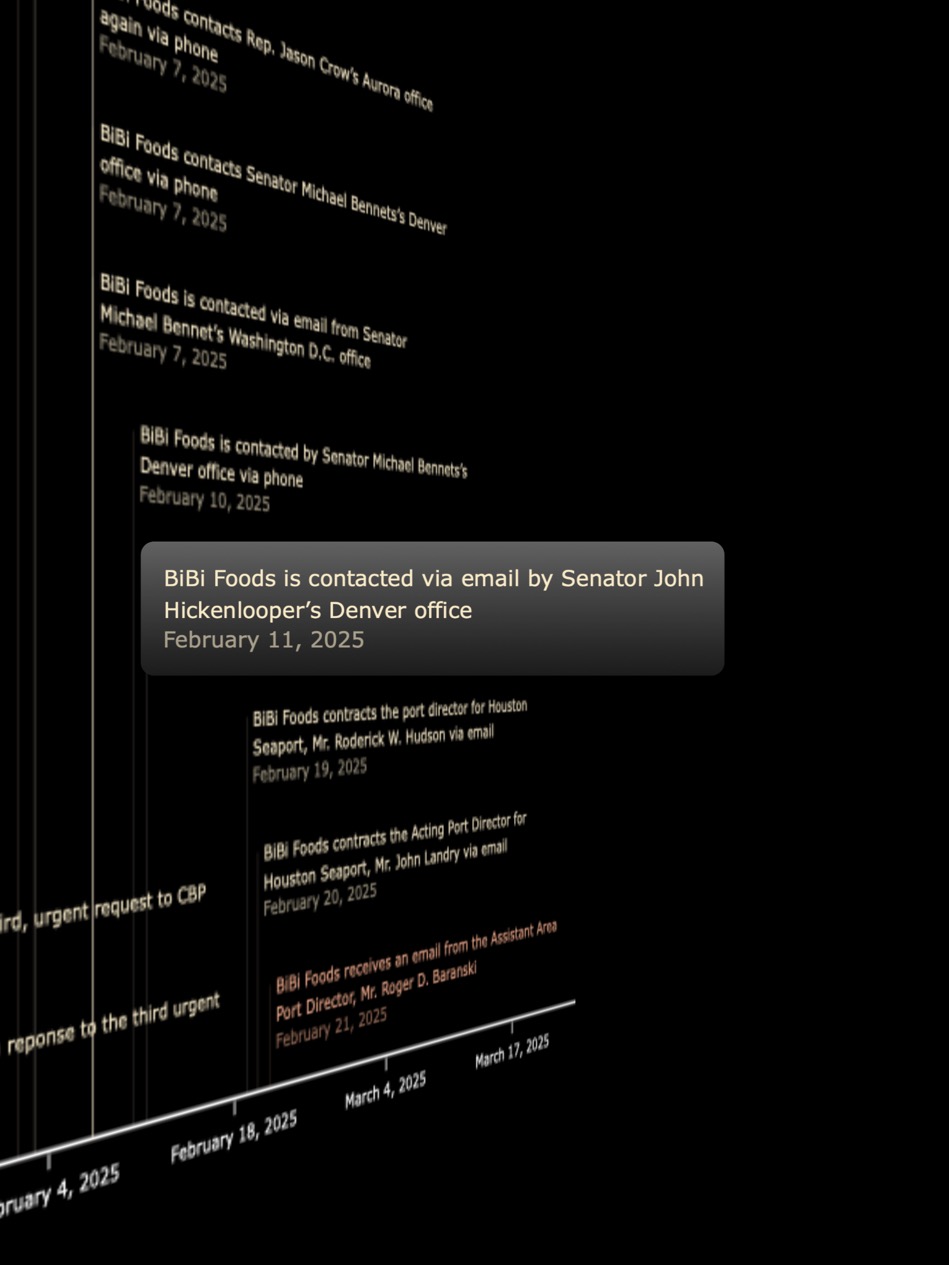 Foods contacts Rep. Jason Crow's Aurora office
again via phone
February 7, 2025
BiBi Foods contacts Senator Michael Bennets's Denver
office via phone
February 7, 2025
BiBi Foods is contacted via email from Senator
Michael Bennet's Washington D.C. office
February 7, 2025
BiBi Foods is contacted by Senator Michael Bennets's
Denver office via phone
February 10, 2025
BiBi Foods is contacted via email by Senator John
Hickenlooper's Denver office
February 11, 2025
BiBi Foods contracts the port director for Houston
Seaport, Mr. Roderick W. Hudson via email
February 19, 2025
BiBi Foods contracts the Acting Port Director for
Houston Seaport, Mr. John Landry via email
February 20, 2025
ird, urgent request to CBP
BiBi Foods receives an email from the Assistant Area
Port Director, Mr. Roger D. Baranski
February 21, 2025
reponse to the third urgent
bruary 4, 2025
February 18, 2025
March 4, 2025
March 17, 2025